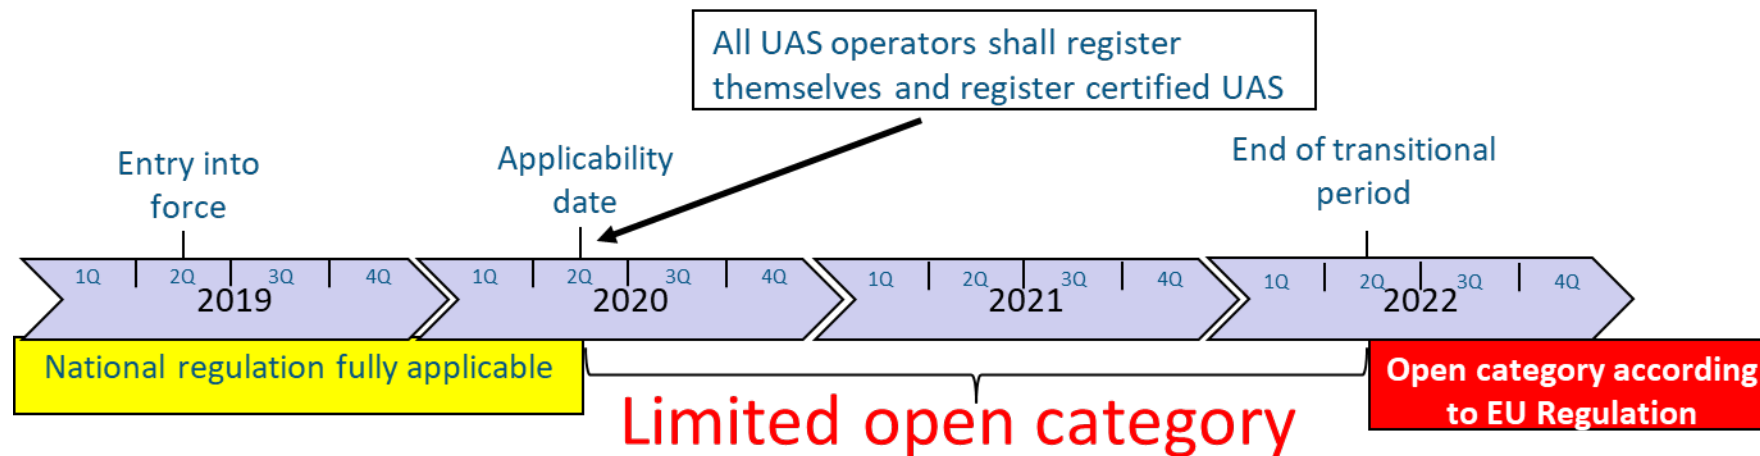 All UAS operators shall register
themselves and register certified UAS
Entry into
force
Applicability
date
End of transitional
period
1Q 2Q 3Q 4Q 1Q 2Q 3Q 4Q 1Q 2Q 3Q 4Q 1Q 2Q 3Q 4Q
2019 2020 2021 2022
National regulation fully applicable
Limited open category
Open category according
to EU Regulation